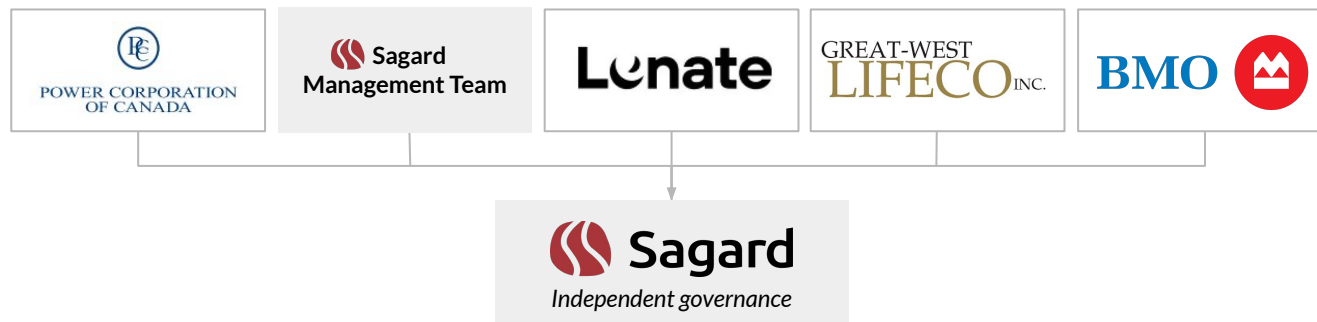 PC
POWER CORPORATION
OF CANADA
Sagard
Management Team
Lunate
GREAT-WEST
LIFECO INC.
BMO
Sagard
Independent governance